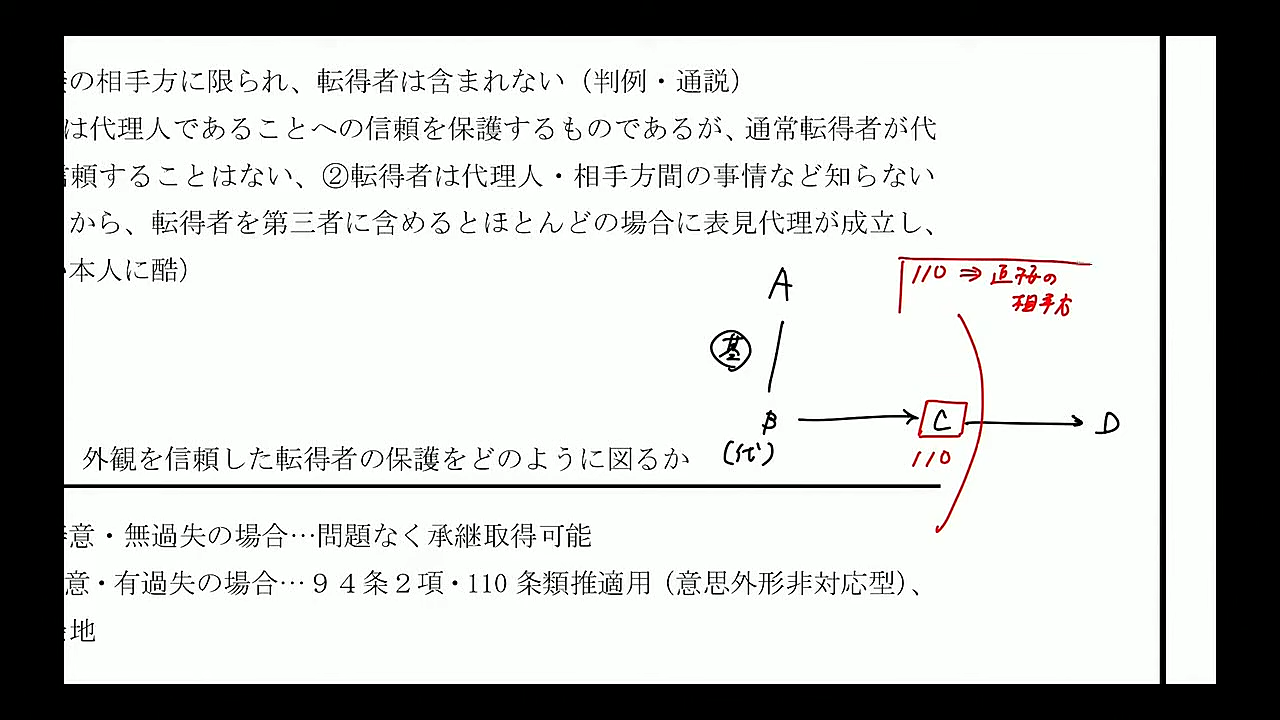 の相手方に限られ、転得者は含まれない（判例・通説）
は代理人であることへの信頼を保護するものであるが、通常転得者が代
頼することはない、②転得者は代理人・相手方間の事情など知らない
から、転得者を第三者に含めるとほとんどの場合に表見代理が成立し、
本人に酷）
A
110 ⇒ 直接の
相手方
基
B
C
D
(代)
110
外観を信頼した転得者の保護をどのように図るか
意・無過失の場合…問題なく承継取得可能
意・有過失の場合…９４条２項・110 条類推適用（意思外形非対応型）、
地